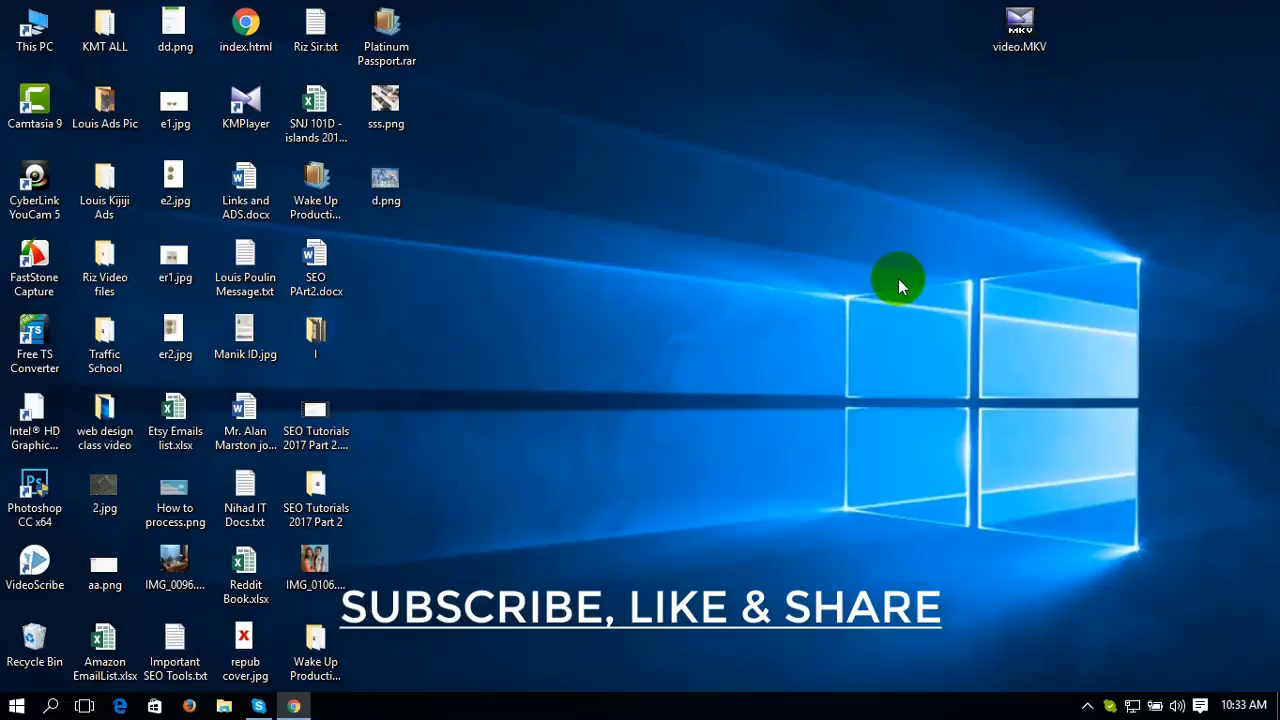 This PC
KMT ALL
dd.png
index.html
Riz Sir.txt
Platinum
Passport.rar
video.MKV
MKV
Camtasia 9
Louis Ads Pic
e1.jpg
KMPlayer
SNJ 101D -
islands 201...
sss.png
CyberLink
YouCam 5
Louis Kijiji
Ads
e2.jpg
Links and
ADS.docx
Wake Up
Producti...
d.png
FastStone
Capture
Riz Video
files
er1.jpg
Louis Poulin
Message.txt
SEO
PArt2.docx
Free TS
Converter
Traffic
School
er2.jpg
Manik ID.jpg
I
Intel® HD
Graphic...
web design
class video
Etsy Emails
list.xlsx
Mr. Alan
Marston jo...
SEO Tutorials
2017 Part 2....
Photoshop
CC x64
2.jpg
How to
process.png
Nihad IT
Docs.txt
SEO Tutorials
2017 Part 2
VideoScribe
aa.png
IMG_0096....
Reddit
Book.xlsx
IMG_0106....
SUBSCRIBE, LIKE & SHARE
Recycle Bin
Amazon
EmailList.xlsx
Important
SEO Tools.txt
repub
cover.jpg
Wake Up
Producti...
10:33 AM